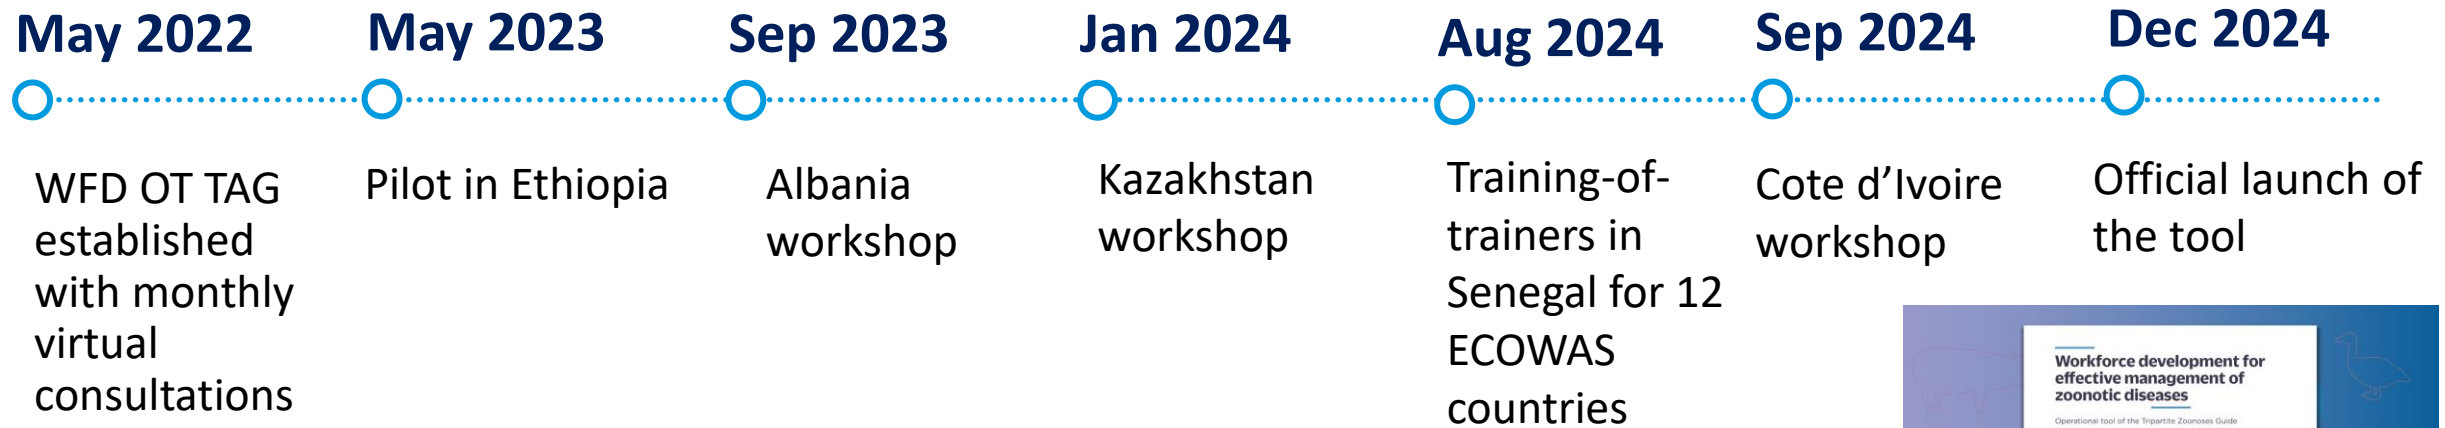 May 2022
May 2023
Sep 2023
Jan 2024
Aug 2024
Sep 2024
Dec 2024
WFD OT TAG
established
with monthly
virtual
consultations
Pilot in Ethiopia
Albania
workshop
Kazakhstan
workshop
Training-of-
trainers in
Senegal for 12
ECOWAS
countries
Cote d’Ivoire
workshop
Official launch of
the tool
Workforce development for
effective management of
zoonotic diseases
Operational tool of the Tripartite Zoonoses Guide